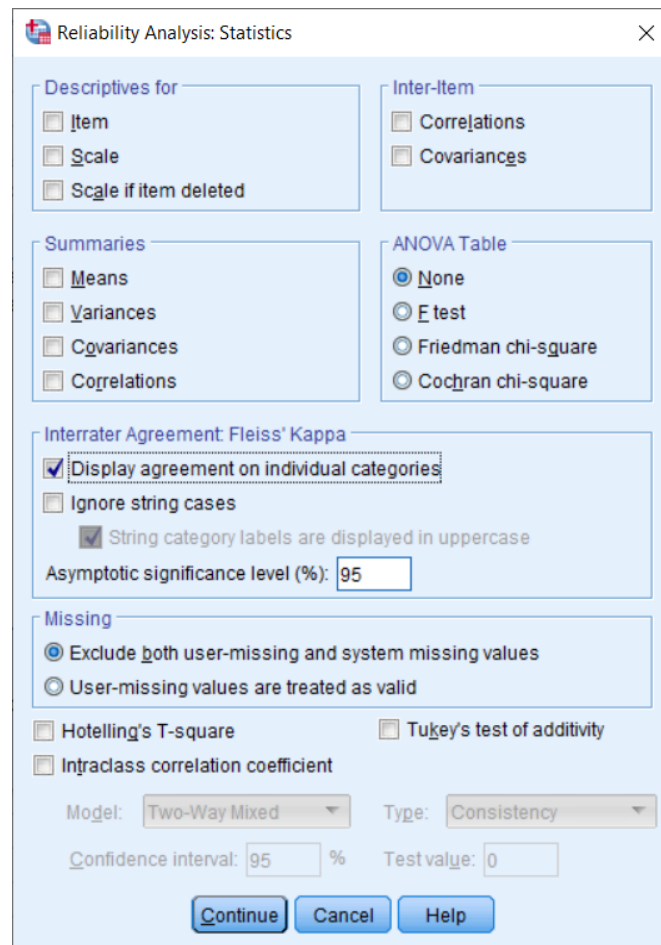 Reliability Analysis: Statistics
Descriptives for
Item
Scale
Scale if item deleted
Inter-Item
Correlations
Covariances
Summaries
Means
Variances
Covariances
Correlations
ANOVA Table
None
F test
Friedman chi-square
Cochran chi-square
Interrater Agreement: Fleiss' Kappa
Display agreement on individual categories
Ignore string cases
String category labels are displayed in uppercase
Asymptotic significance level (%): 95
Missing
Exclude both user-missing and system missing values
User-missing values are treated as valid
Hotelling's T-square
Tukey's test of additivity
Intraclass correlation coefficient
Model: Two-Way Mixed
Type: Consistency
Confidence interval: 95 %
Test value: 0
Continue
Cancel
Help